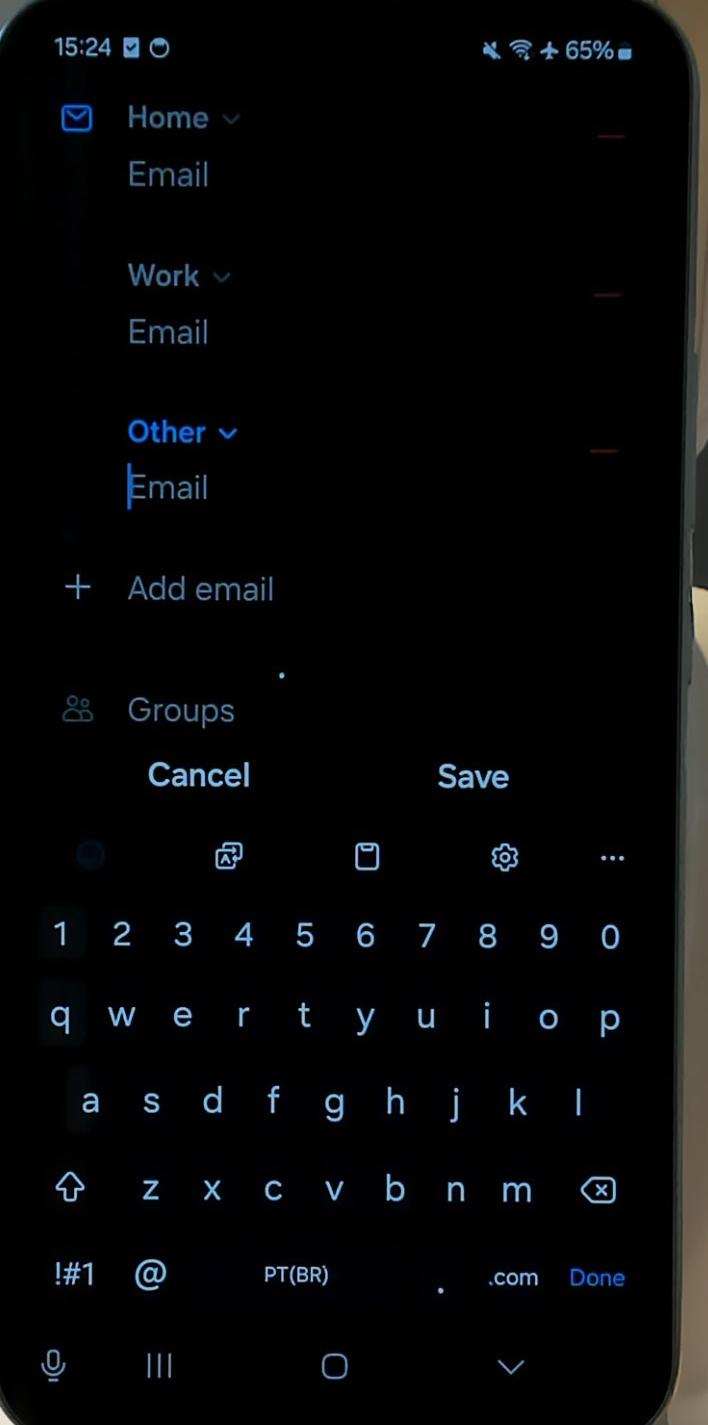 15:24 65%
Home
Email
Work
Email
Other
Email
Add email
Groups
Cancel Save
1 2 3 4 5 6 7 8 9 0
q w e r t y u i o p
a s d f g h j k l
z x c v b n m
!#1 @ PT(BR) . .com Done